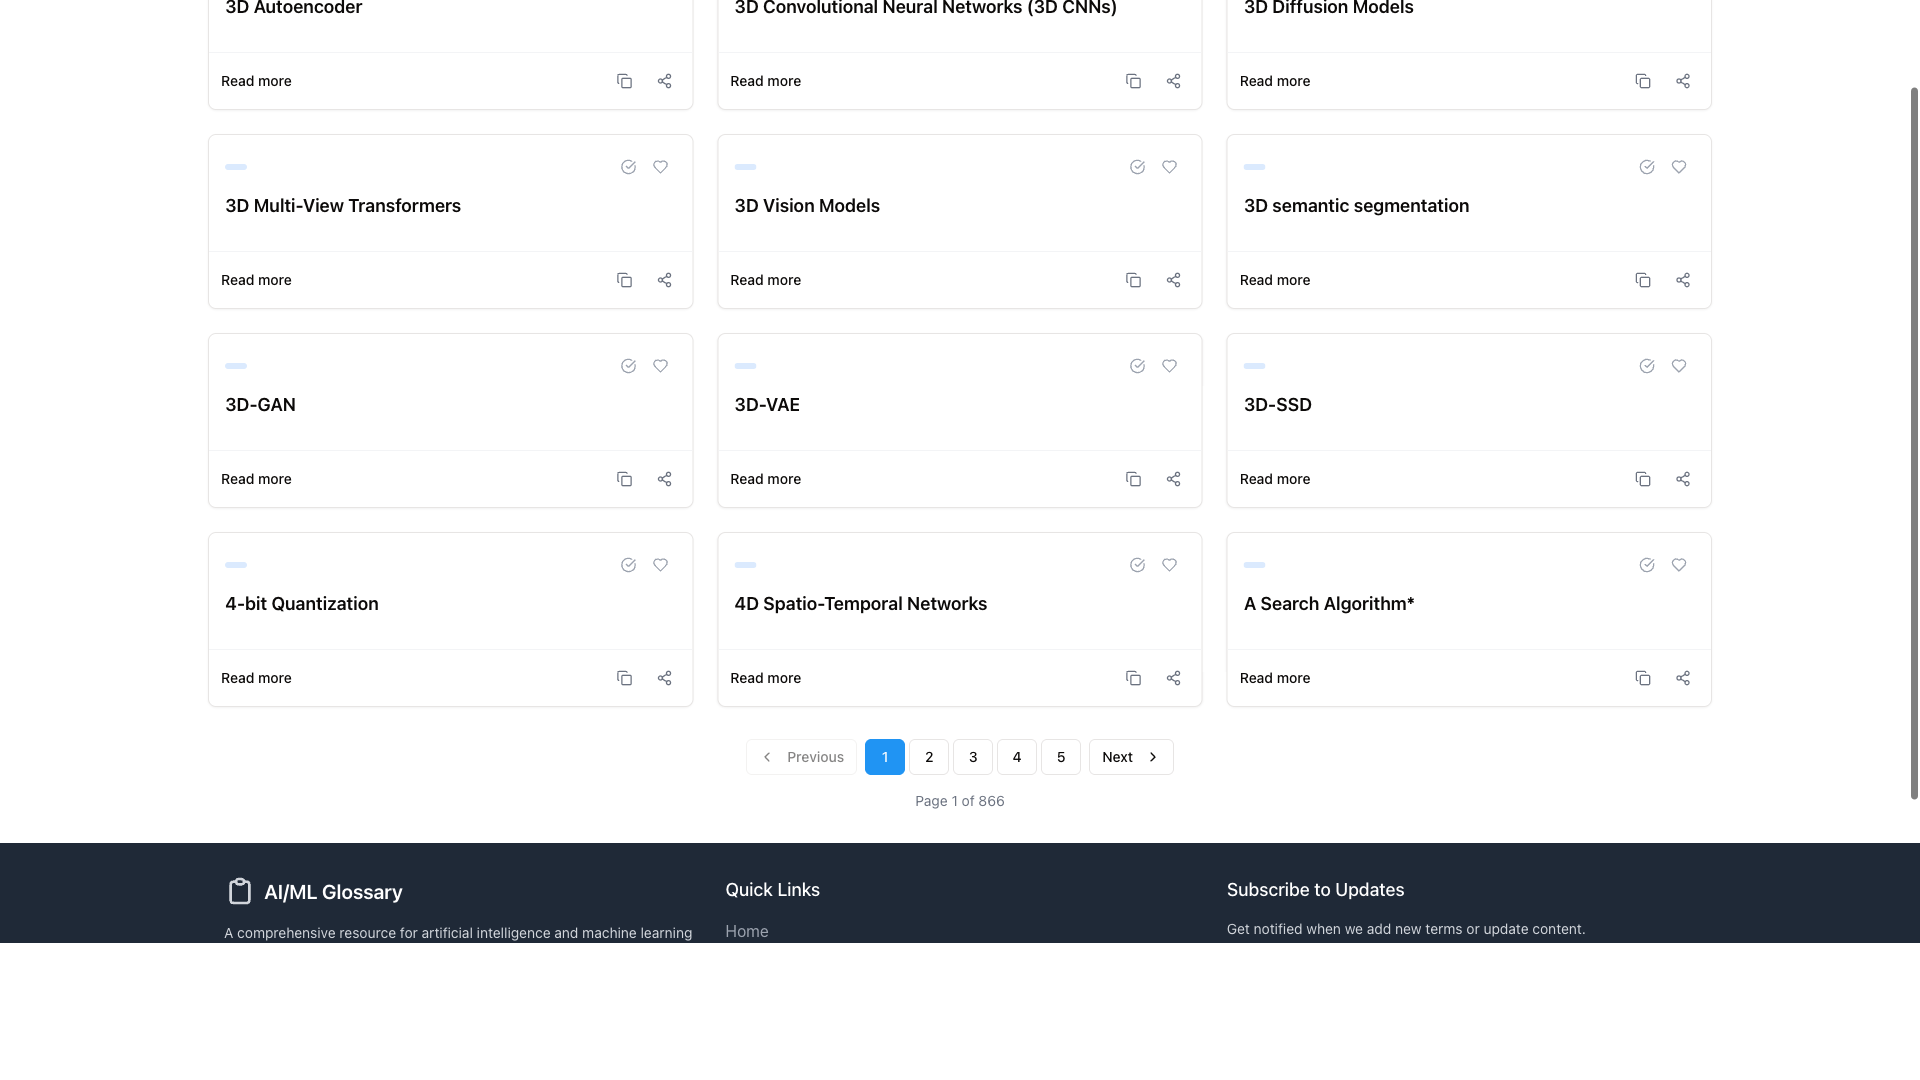 3D Autoencoder
3D Convolutional Neural Networks (3D CNNs)
3D Diffusion Models
Read more
Read more
Read more
3D Multi-View Transformers
3D Vision Models
3D semantic segmentation
Read more
Read more
Read more
3D-GAN
3D-VAE
3D-SSD
Read more
Read more
Read more
4-bit Quantization
4D Spatio-Temporal Networks
A Search Algorithm*
Read more
Read more
Read more
Previous 1 2 3 4 5 Next
Page 1 of 866
AI/ML Glossary
Quick Links
Subscribe to Updates
A comprehensive resource for artificial intelligence and machine learning
Home
Get notified when we add new terms or update content.